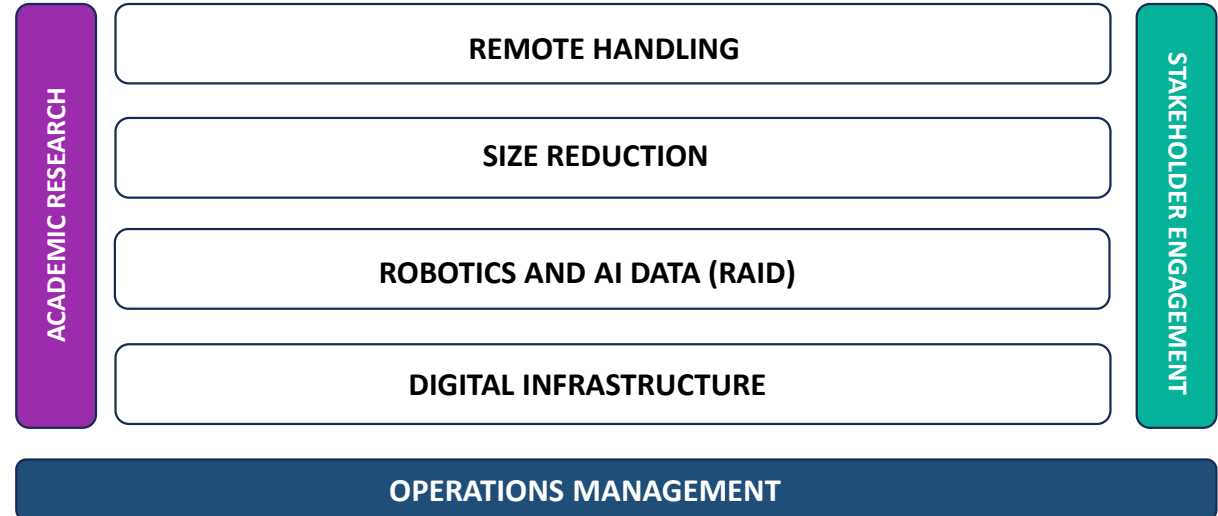 ACADEMIC RESEARCH
REMOTE HANDLING
SIZE REDUCTION
ROBOTICS AND AI DATA (RAID)
DIGITAL INFRASTRUCTURE
STAKEHOLDER ENGAGEMENT
OPERATIONS MANAGEMENT